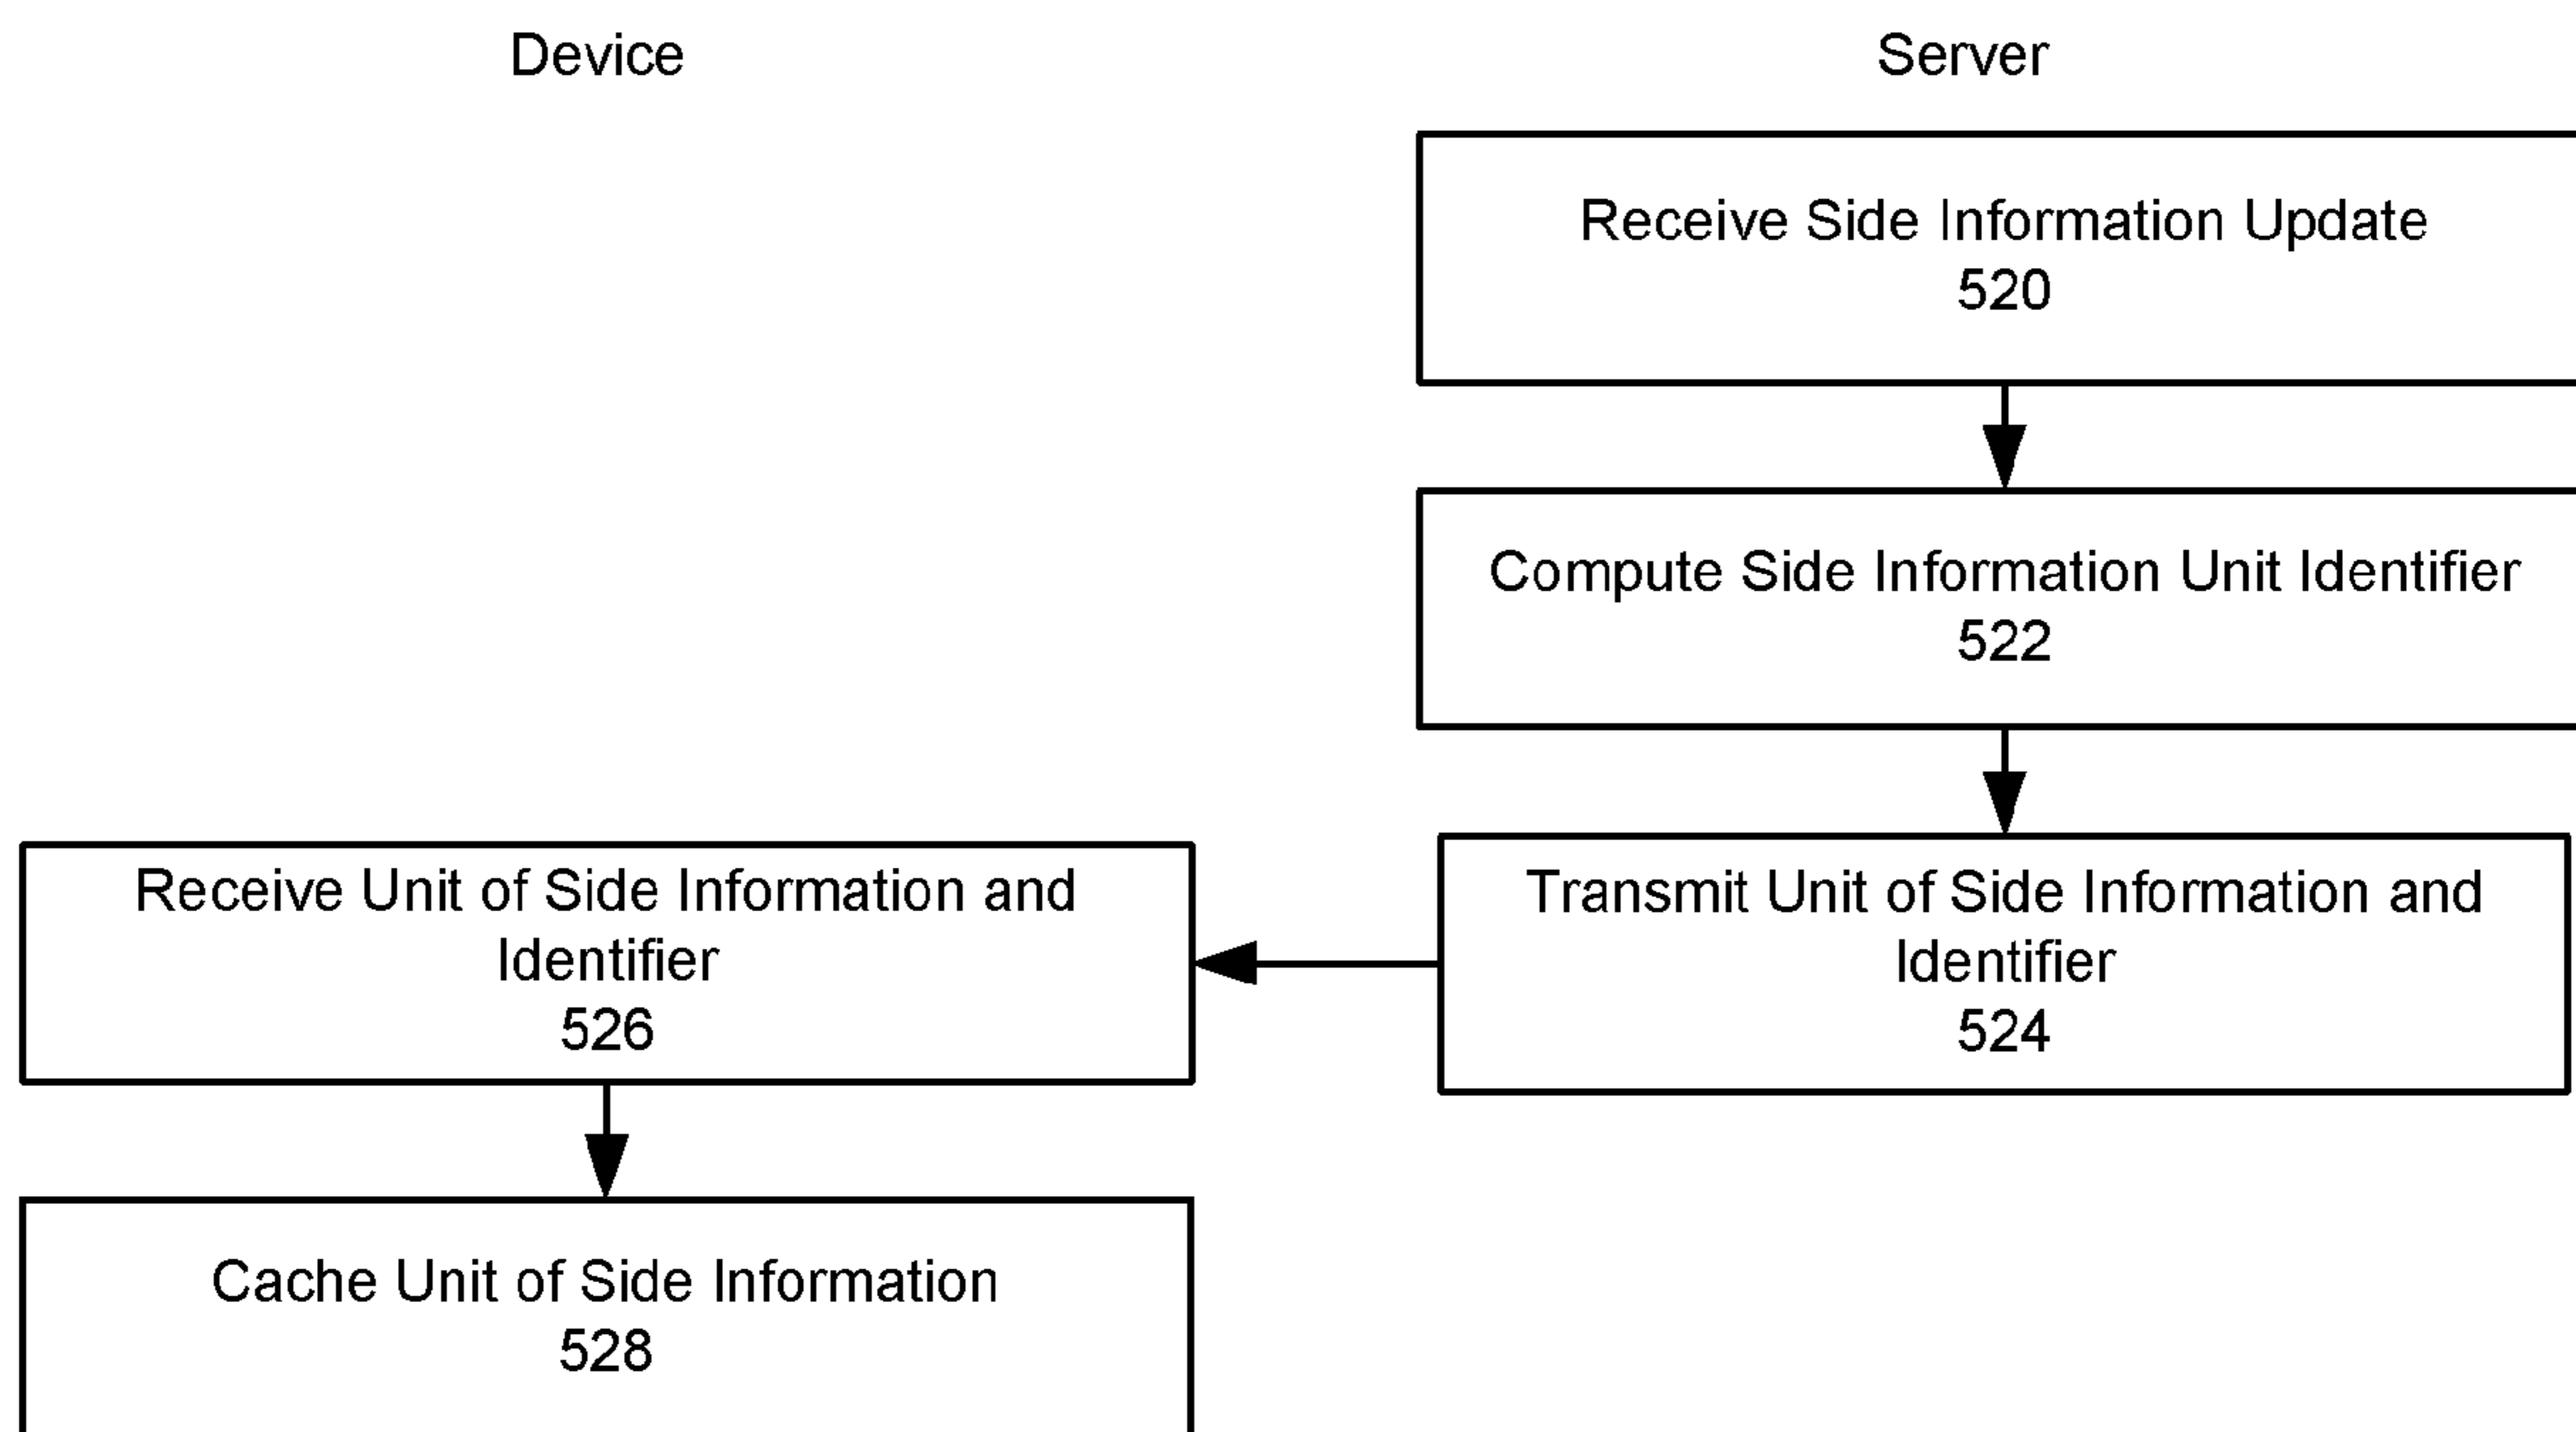 Device
Server
Receive Side Information Update
520
Compute Side Information Unit Identifier
522
Transmit Unit of Side Information and
Identifier
524
Receive Unit of Side Information and
Identifier
526
Cache Unit of Side Information
528